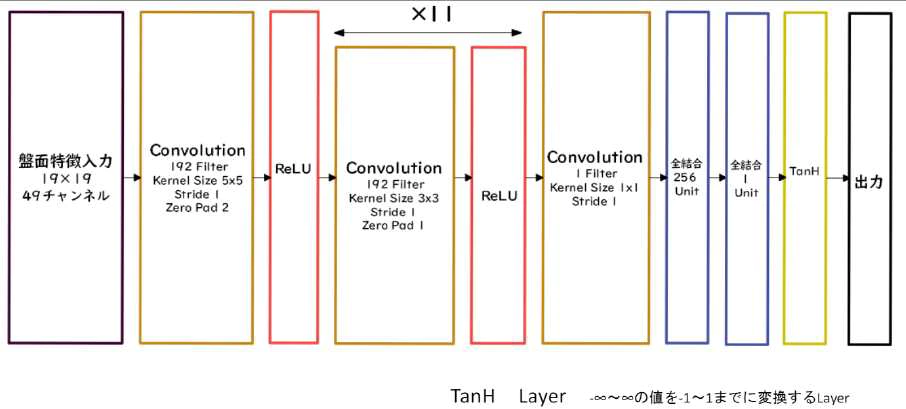 ×11
盤面特徴入力
19×19
49チャンネル
Convolution
192 Filter
Kernel Size 5x5
Stride 1
Zero Pad 2
ReLU
Convolution
192 Filter
Kernel Size 3x3
Stride 1
Zero Pad 1
ReLU
Convolution
1 Filter
Kernel Size 1x1
Stride 1
全結合
256
Unit
全結合
1
Unit
TanH
出力
TanH Layer -∞～∞の値を-1～1までに変換するLayer